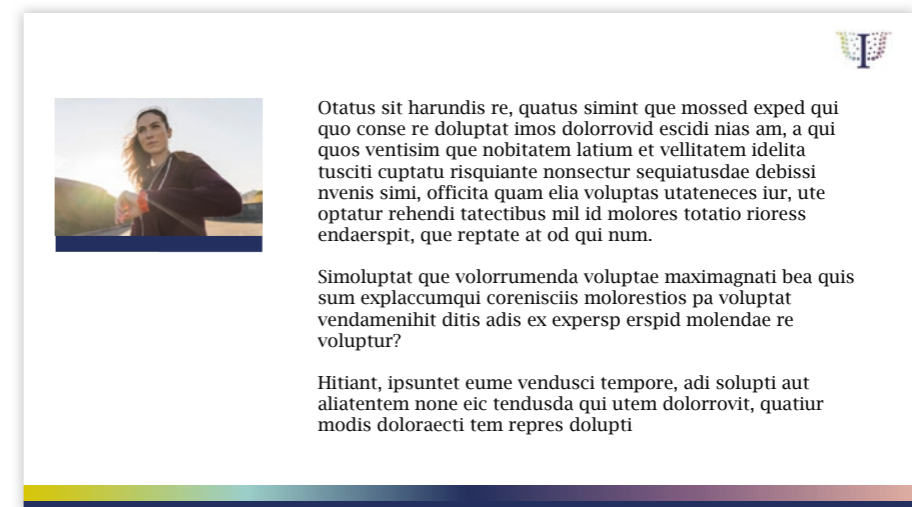 Otatus sit harundis re, quatus simint que mossed exped qui
quo conse re doluptat imos dolorrovid escidi nias am, a qui
quos ventisim que nobitatem latium et vellitatem idelita
tusciti cuptatu risquiante nonsectur sequiatusdae debissi
nvenis simi, officita quam elia voluptas utateneces iur, ute
optatur rehendi tatectibus mil id molores totatio rioress
endaerspit, que reptate at od qui num.
Simoluptat que volorrumenda voluptae maximagnati bea quis
sum explaccumqui corenisciis molorestios pa voluptat
vendamenihit ditis adis ex expersp erspid molendae re
voluptur?
Hitiant, ipsuntet eume vendusci tempore, adi solupti aut
aliatentem none eic tendusda qui utem dolorrovit, quatiur
modis doloraecti tem repres dolupti